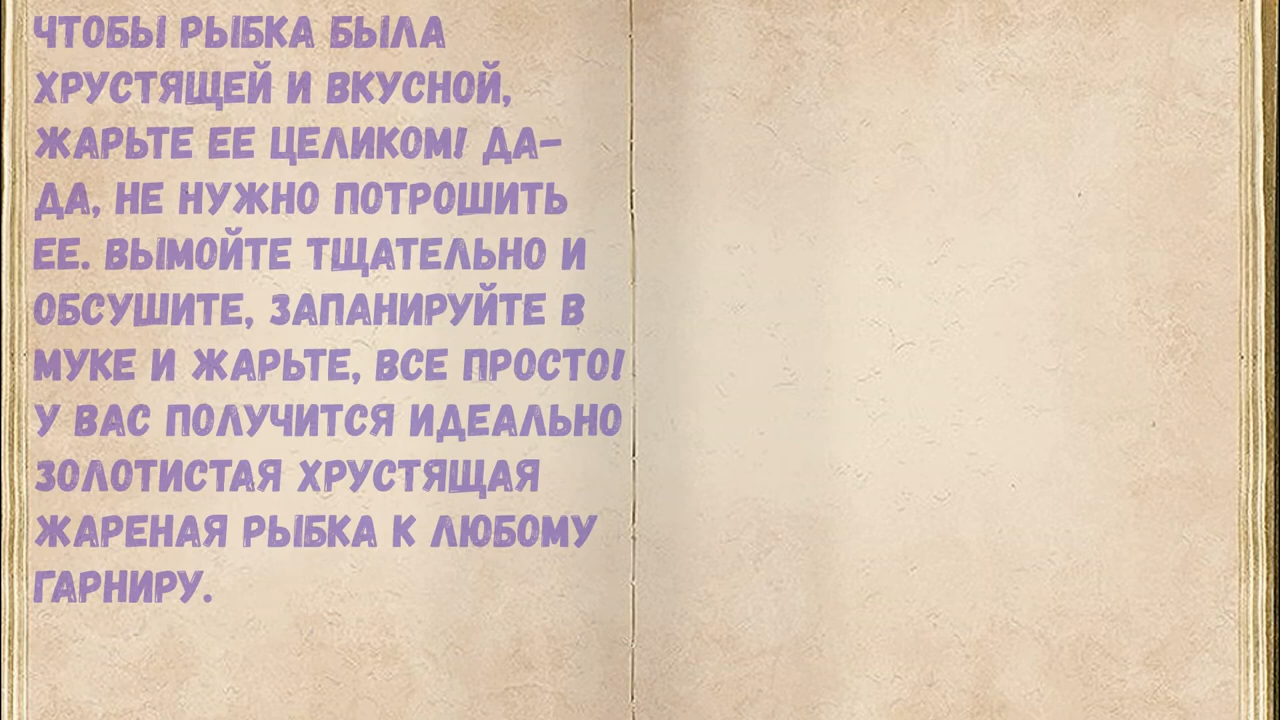 ЧТОБЫ РЫБКА БЫЛА
ХРУСТЯЩЕЙ И ВКУСНОЙ,
ЖАРЬТЕ ЕЕ ЦЕЛИКОМ! ДА-
ДА, НЕ НУЖНО ПОТРОШИТЬ
ЕЕ. ВЫМОЙТЕ ТЩАТЕЛЬНО И
ОБСУШИТЕ, ЗАПАНИРУЙТЕ В
МУКЕ И ЖАРЬТЕ, ВСЕ ПРОСТО!
У ВАС ПОЛУЧИТСЯ ИДЕАЛЬНО
ЗОЛОТИСТАЯ ХРУСТЯЩАЯ
ЖАРЕНАЯ РЫБКА К ЛЮБОМУ
ГАРНИРУ.